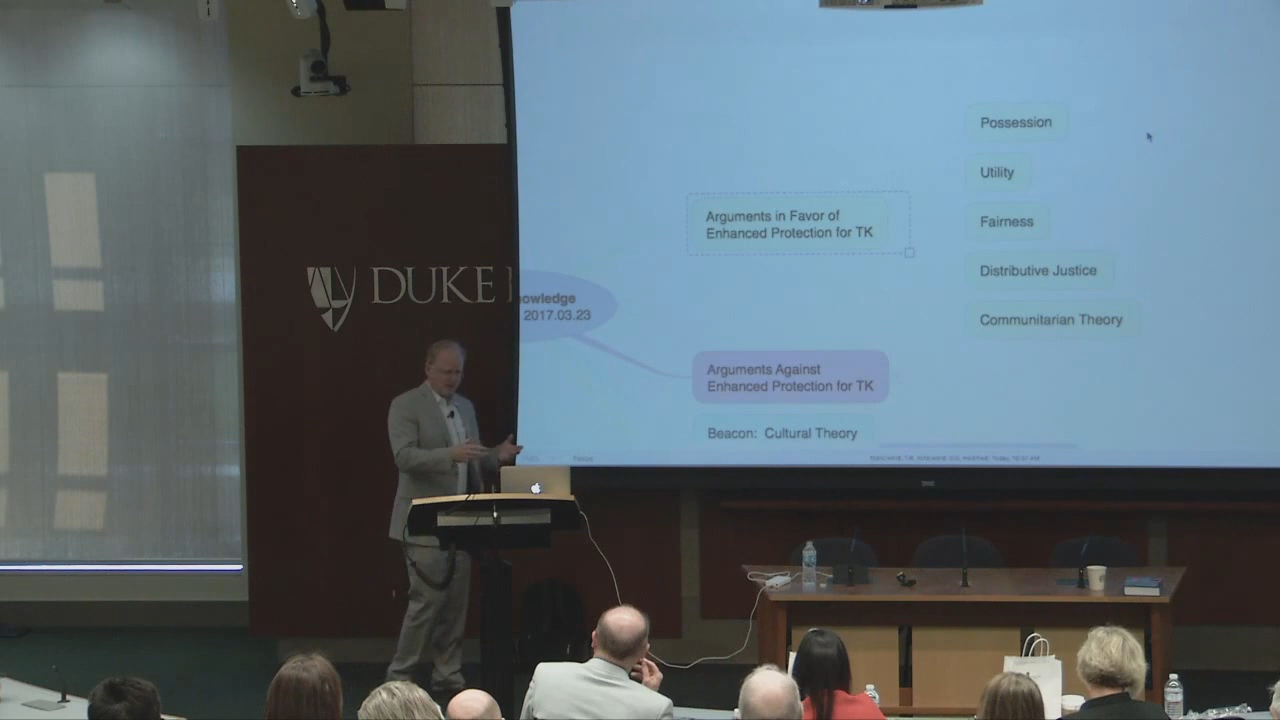 DUKE
nowledge
2017.03.23
Arguments in Favor of
Enhanced Protection for TK
Arguments Against
Enhanced Protection for TK
Beacon: Cultural Theory
Possession
Utility
Fairness
Distributive Justice
Communitarian Theory